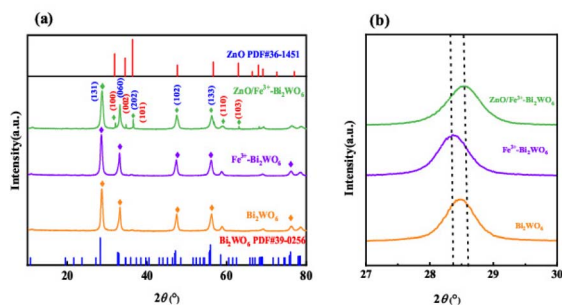 (a)
ZnO PDF#36-1451
(131)
(100)
(060)
(002)
(202)
(101)
(102)
(133)
(110)
(103)
ZnO/Fe³⁺-Bi₂WO₆
Fe³⁺-Bi₂WO₆
Bi₂WO₆
Bi₂WO₆ PDF#39-0256
Intensity(a.u.)
20 40 60 80
2θ(°)
(b)
ZnO/Fe³⁺-Bi₂WO₆
Fe³⁺-Bi₂WO₆
Bi₂WO₆
Intensity(a.u.)
27 28 29 30
2θ(°)